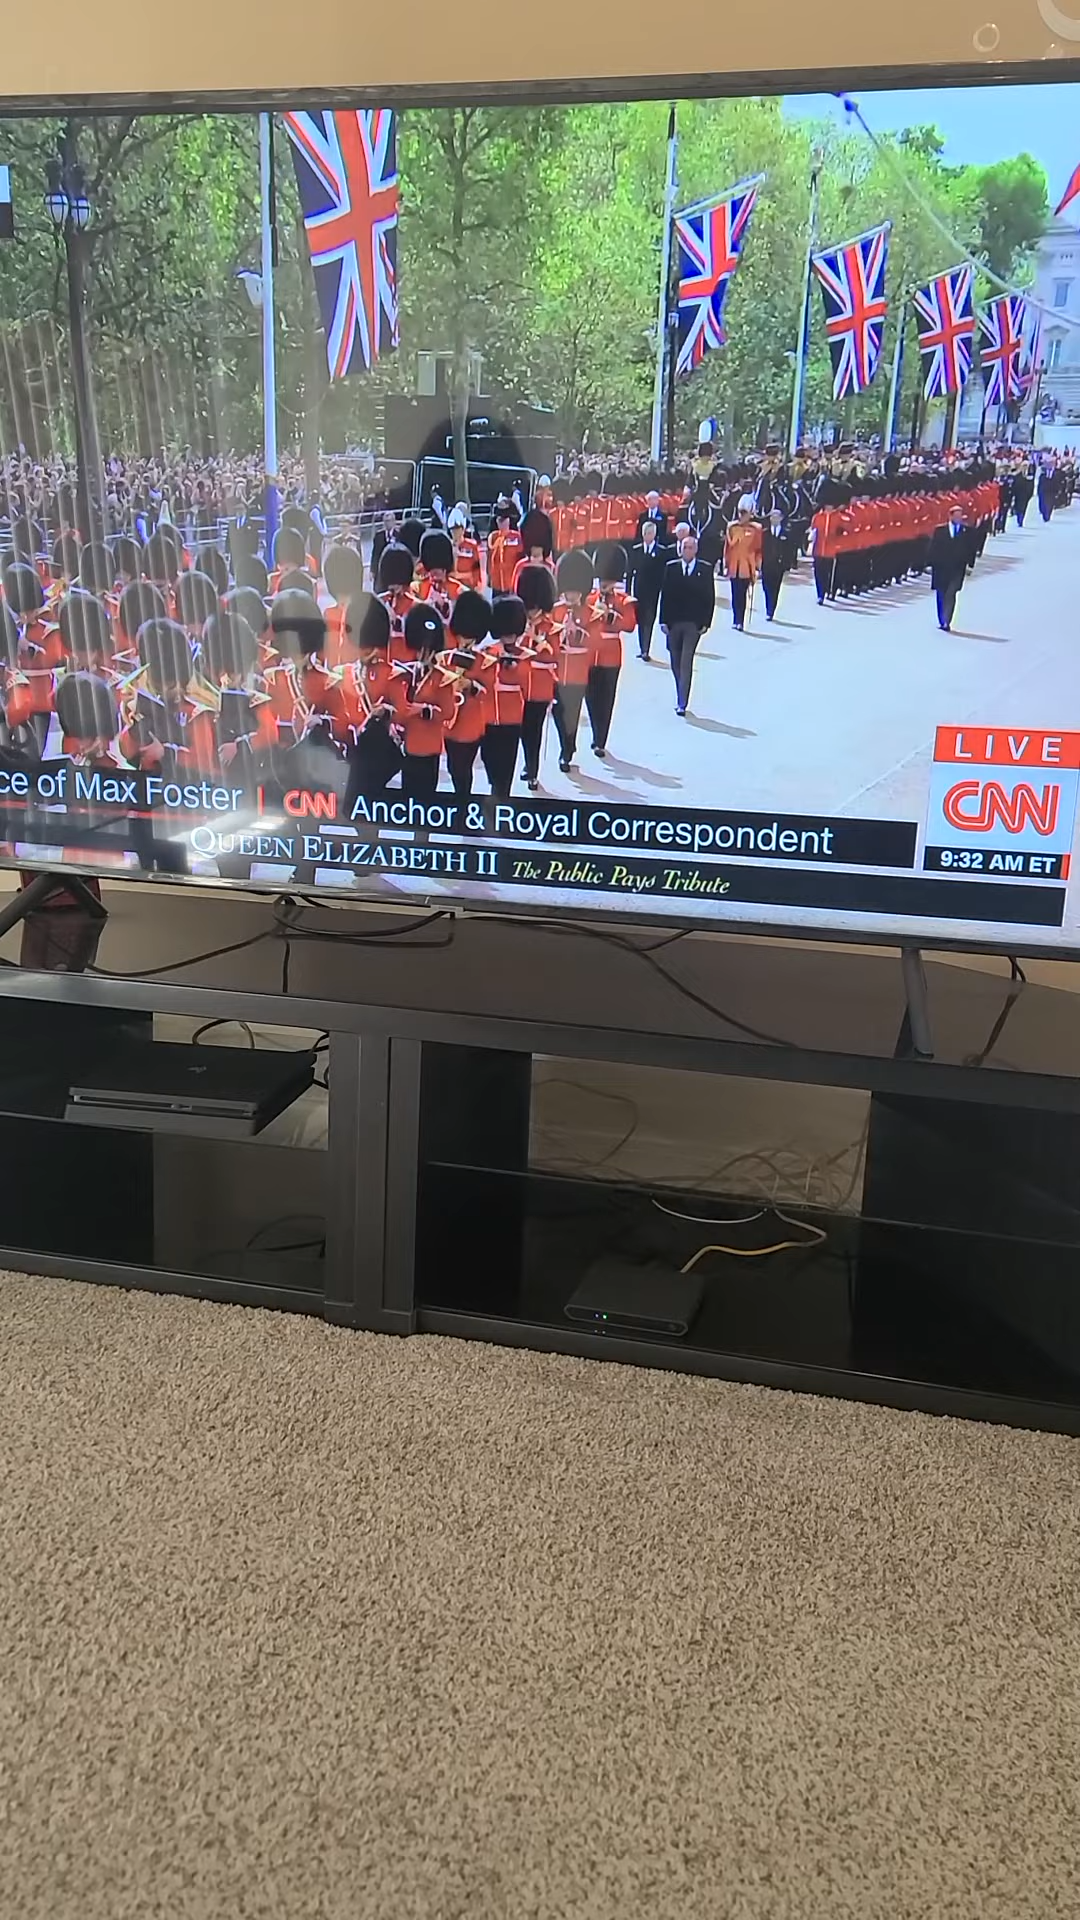 ce of Max Foster | CNN Anchor & Royal Correspondent
QUEEN ELIZABETH II The Public Pays Tribute
LIVE
CNN
9:32 AM ET